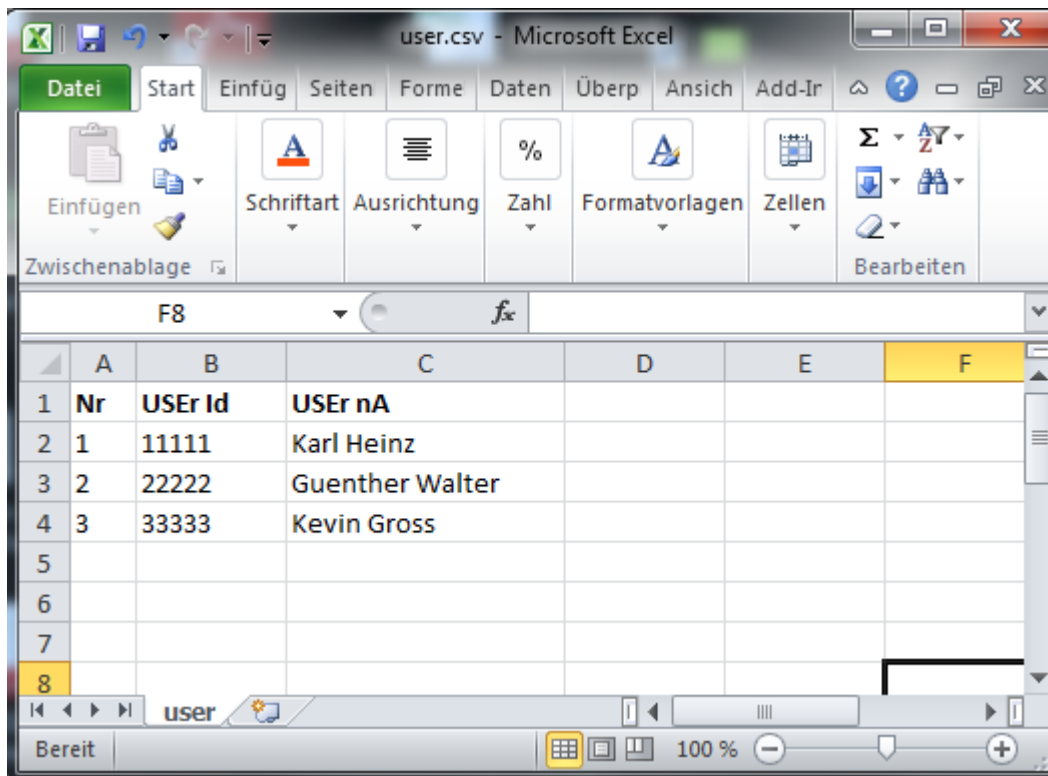 user.csv - Microsoft Excel
Datei Start Einfüg Seiten Forme Daten Überp Ansich Add-Ir
Einfügen Schriftart Ausrichtung % Zahl Formatvorlagen Zellen Σ
Zwischenablage Bearbeiten
F8 fx
A B C D E F
1 Nr USEr Id USEr nA
2 1 11111 Karl Heinz
3 2 22222 Guenther Walter
4 3 33333 Kevin Gross
5
6
7
8
user
Bereit 100 %